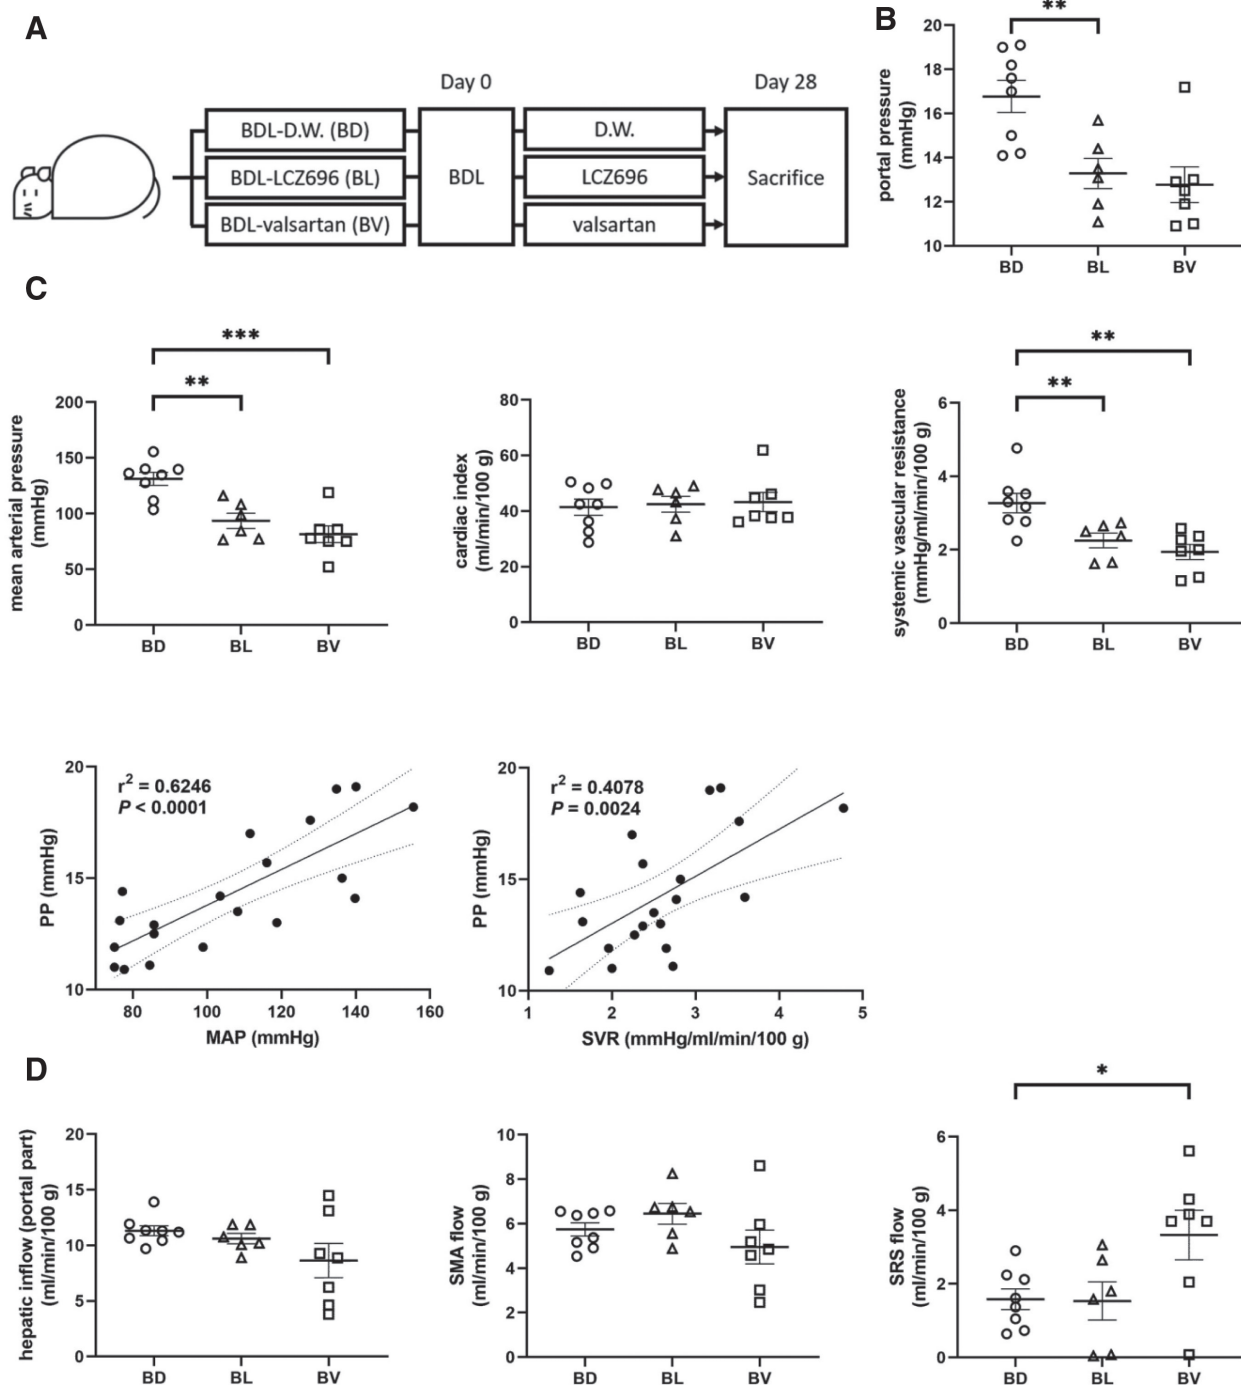 A
Day 0
Day 28
BDL-D.W. (BD)
D.W.
BDL-LCZ696 (BL)
BDL
LCZ696
Sacrifice
BDL-valsartan (BV)
valsartan
B
**
portal pressure
(mmHg)
20
18
16
14
12
10
BD
BL
BV
C
***
**
mean arterial pressure
(mmHg)
200
150
100
50
0
BD
BL
BV
cardiac index
(ml/min/100 g)
80
60
40
20
0
BD
BL
BV
**
**
systemic vascular resistance
(mmHg/ml/min/100 g)
6
4
2
0
BD
BL
BV
r² = 0.6246
P < 0.0001
PP (mmHg)
20
15
10
80
100
120
140
160
MAP (mmHg)
r² = 0.4078
P = 0.0024
PP (mmHg)
20
15
10
1
2
3
4
5
SVR (mmHg/ml/min/100 g)
D
hepatic inflow (portal part)
(ml/min/100 g)
20
15
10
5
0
BD
BL
BV
SMA flow
(ml/min/100 g)
10
8
6
4
2
0
BD
BL
BV
*
SRS flow
(ml/min/100 g)
6
4
2
0
BD
BL
BV